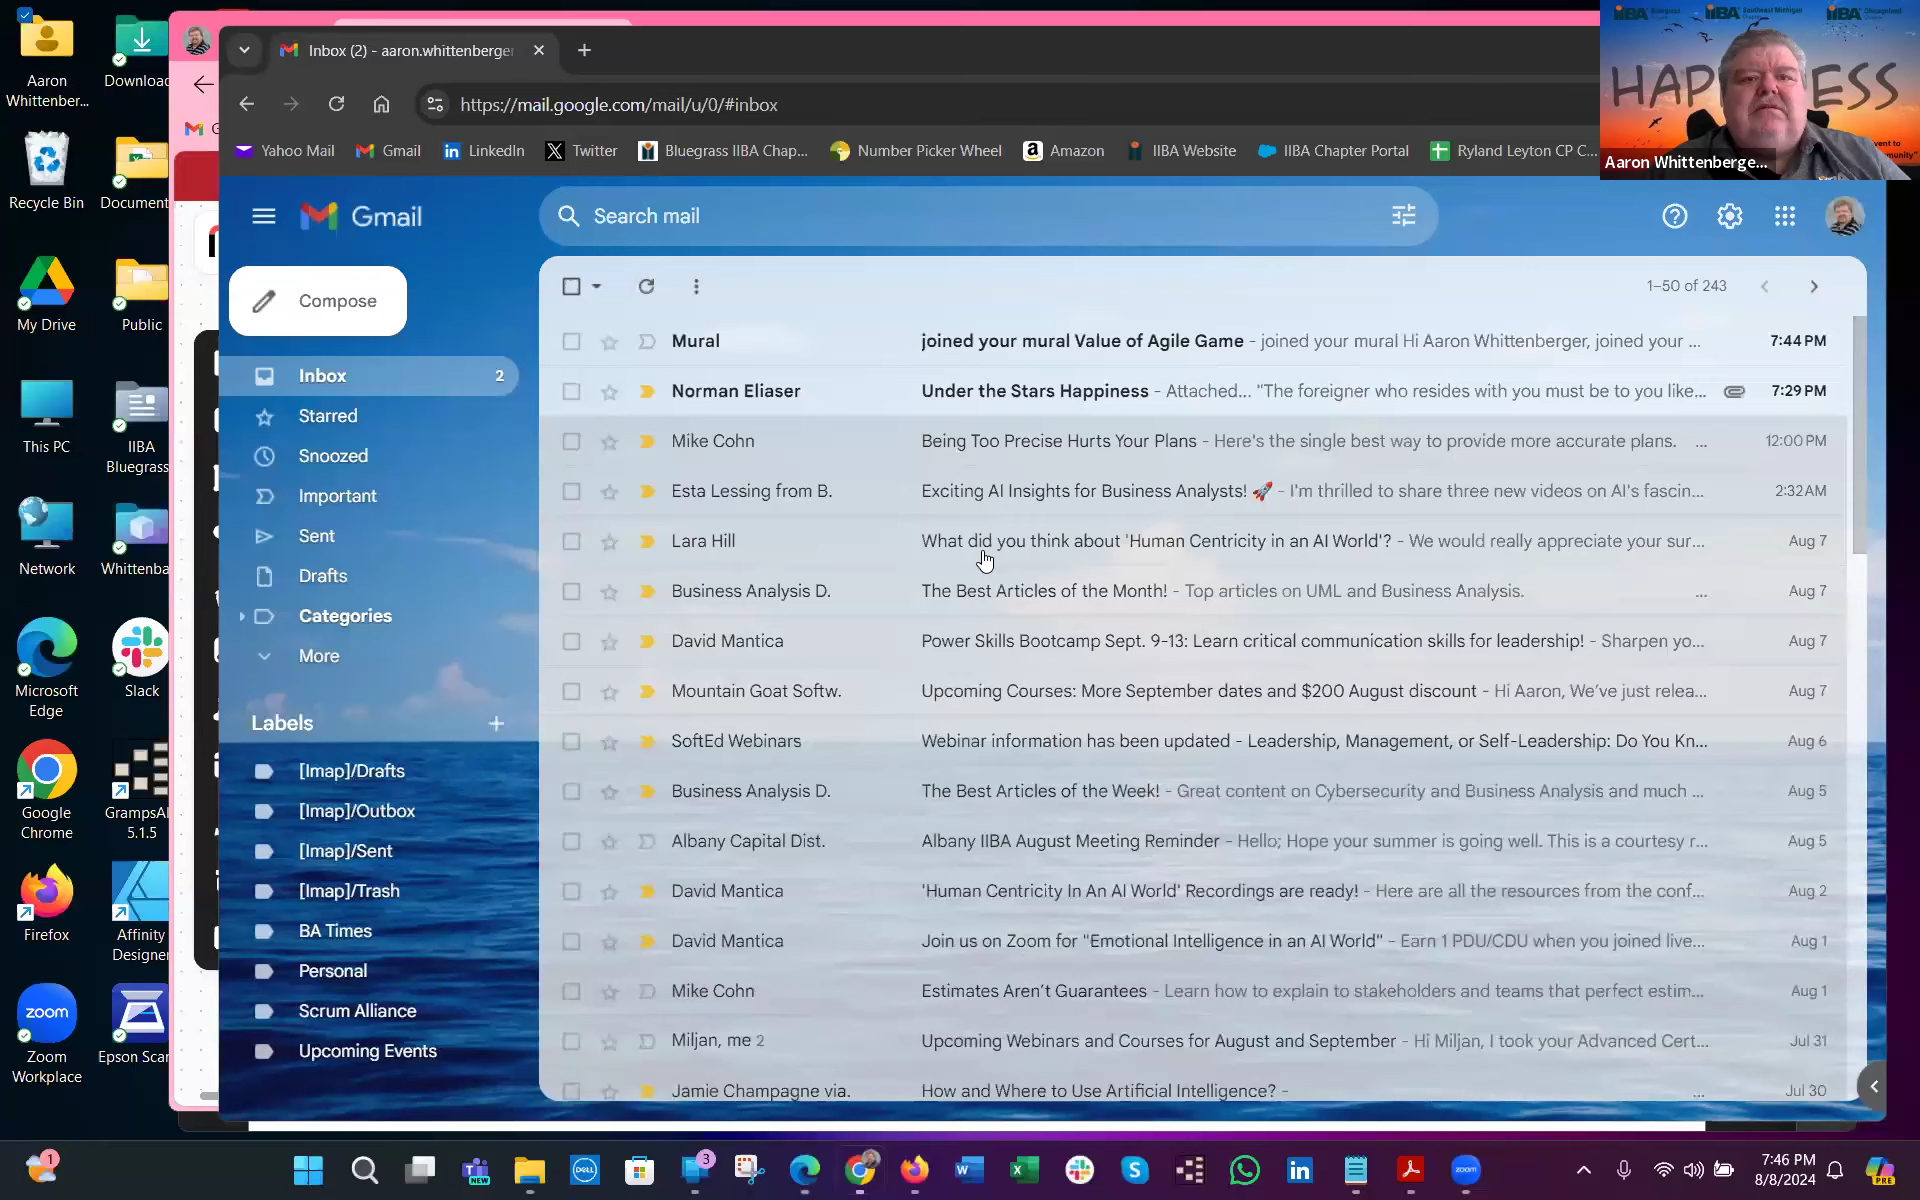 Aaron
Whittenber...
Downloac
Recycle Bin
Document
My Drive
Public
This PC
IIBA
Bluegrass
Network
Whittenba
Microsoft
Edge
Slack
Google
Chrome
GrampsAI
5.1.5
Firefox
Affinity
Designe
zoom
Zoom
Workplace
Epson Scar
Inbox (2) - aaron.whittenberger
https://mail.google.com/mail/u/0/#inbox
Yahoo Mail
Gmail
LinkedIn
Twitter
Bluegrass IIBA Chap...
Number Picker Wheel
Amazon
IIBA Website
IIBA Chapter Portal
Ryland Leyton CP C...
IIBA
IIBA
IIBA
HAP ESS
Aaron Whittenberge...
Gmail
Search mail
Compose
Inbox 2
Starred
Snoozed
Important
Sent
Drafts
Categories
More
Labels
[Imap]/Drafts
[Imap]/Outbox
[Imap]/Sent
[Imap]/Trash
BA Times
Personal
Scrum Alliance
Upcoming Events
1–50 of 243
Mural joined your mural Value of Agile Game - joined your mural Hi Aaron Whittenberger, joined your ... 7:44 PM
Norman Eliaser Under the Stars Happiness - Attached... "The foreigner who resides with you must be to you like... 7:29 PM
Mike Cohn Being Too Precise Hurts Your Plans - Here's the single best way to provide more accurate plans. ... 12:00 PM
Esta Lessing from B. Exciting AI Insights for Business Analysts! 🚀 - I'm thrilled to share three new videos on AI's fascin... 2:32 AM
Lara Hill What did you think about 'Human Centricity in an AI World'? - We would really appreciate your sur... Aug 7
Business Analysis D. The Best Articles of the Month! - Top articles on UML and Business Analysis. ... Aug 7
David Mantica Power Skills Bootcamp Sept. 9-13: Learn critical communication skills for leadership! - Sharpen yo... Aug 7
Mountain Goat Softw. Upcoming Courses: More September dates and $200 August discount - Hi Aaron, We've just relea... Aug 7
SoftEd Webinars Webinar information has been updated - Leadership, Management, or Self-Leadership: Do You Kn... Aug 6
Business Analysis D. The Best Articles of the Week! - Great content on Cybersecurity and Business Analysis and much ... Aug 5
Albany Capital Dist. Albany IIBA August Meeting Reminder - Hello; Hope your summer is going well. This is a courtesy r... Aug 5
David Mantica 'Human Centricity In An AI World' Recordings are ready! - Here are all the resources from the conf... Aug 2
David Mantica Join us on Zoom for "Emotional Intelligence in an AI World" - Earn 1 PDU/CDU when you joined live... Aug 1
Mike Cohn Estimates Aren't Guarantees - Learn how to explain to stakeholders and teams that perfect estim... Aug 1
Miljan, me 2 Upcoming Webinars and Courses for August and September - Hi Miljan, I took your Advanced Cert... Jul 31
Jamie Champagne via. How and Where to Use Artificial Intelligence? - ... Jul 30
1
NEW
DELL
3
zoom
PRE
7:46 PM
8/8/2024